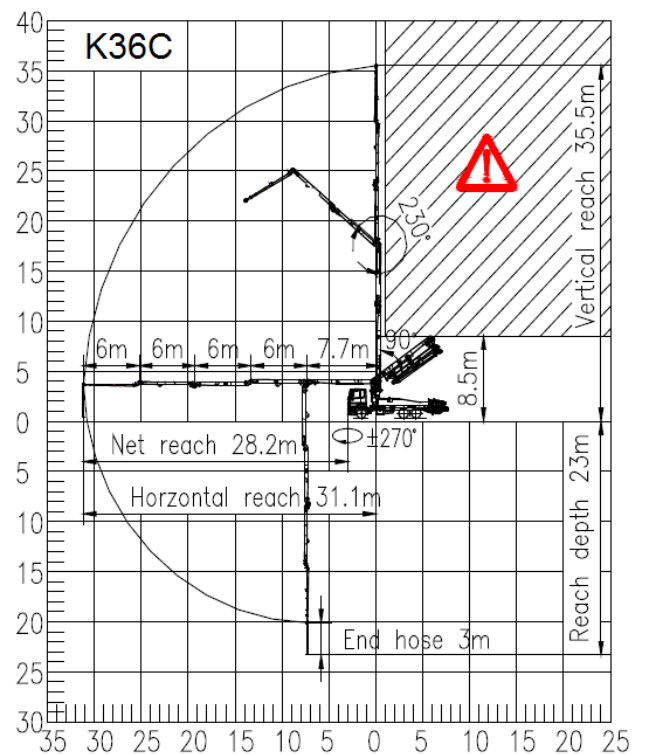 K36C
40
35
30
25
20
15
10
5
0
5
10
15
20
25
30
230°
Vertical reach 35.5m
6m 6m 6m 6m 7.7m
90°
8.5m
Net reach 28.2m
±270°
Horzontal reach 31.1m
Reach depth 23m
End hose 3m
35 30 25 20 15 10 5 0 5 10 15 20 25